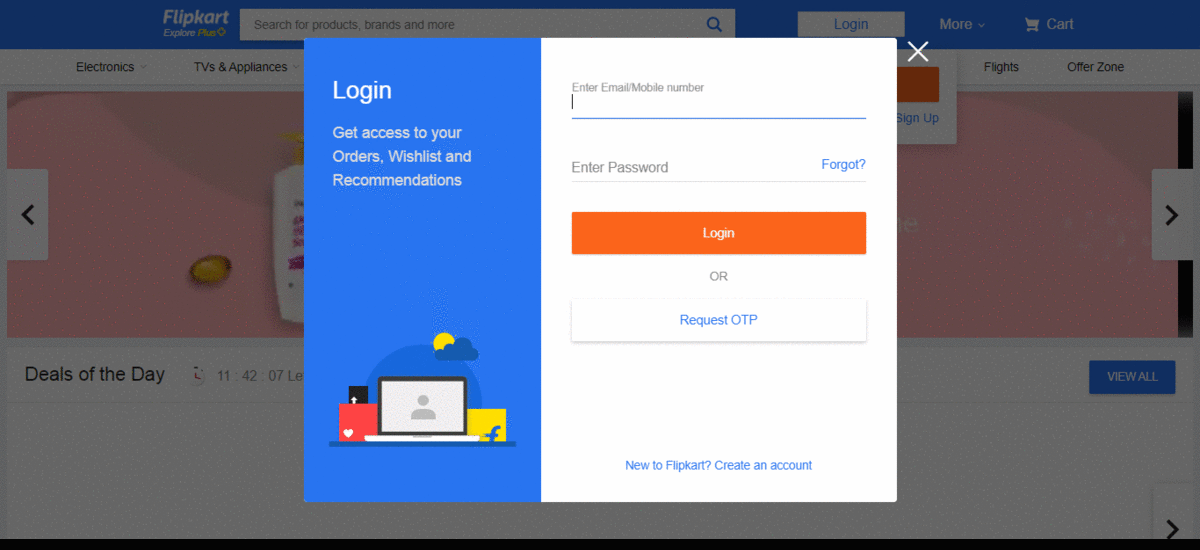 Flipkart
Explore Plus
Search for products, brands and more
Login
More
Cart
Electronics
TVs & Appliances
Flights
Offer Zone
Sign Up
Login
Get access to your
Orders, Wishlist and
Recommendations
Enter Email/Mobile number
Enter Password
Forgot?
Login
OR
Request OTP
New to Flipkart? Create an account
Deals of the Day
11 : 42 : 07 Le
VIEW ALL